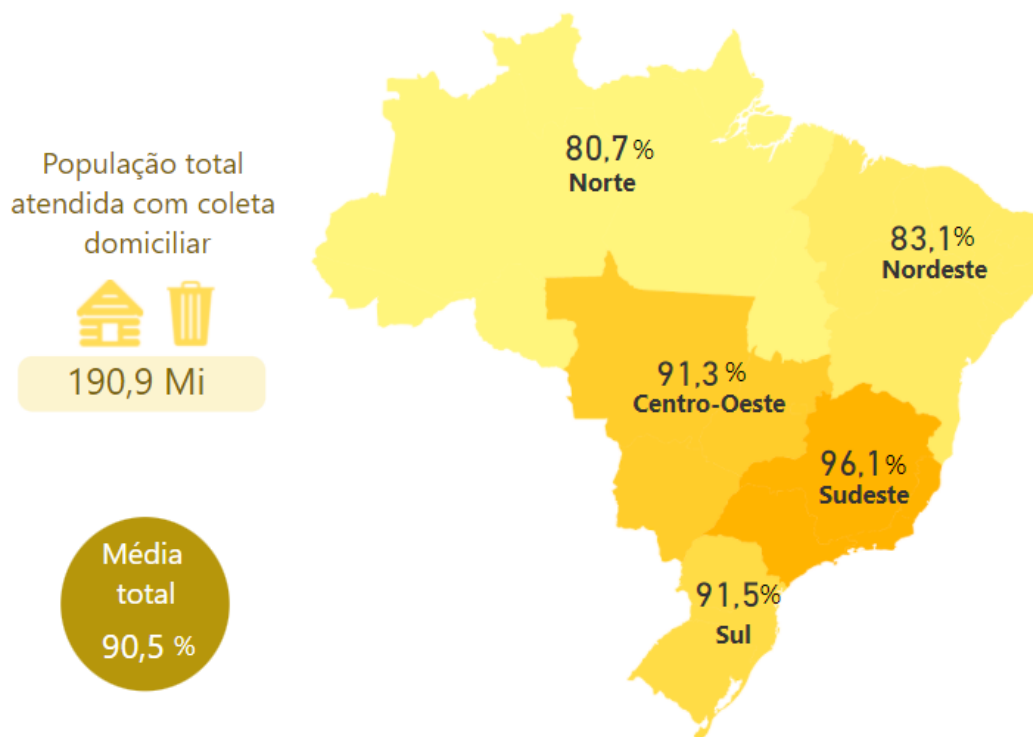 População total
atendida com coleta
domiciliar
190,9 Mi
Média
total
90,5 %
80,7 %
Norte
83,1%
Nordeste
91,3 %
Centro-Oeste
96,1%
Sudeste
91,5%
Sul